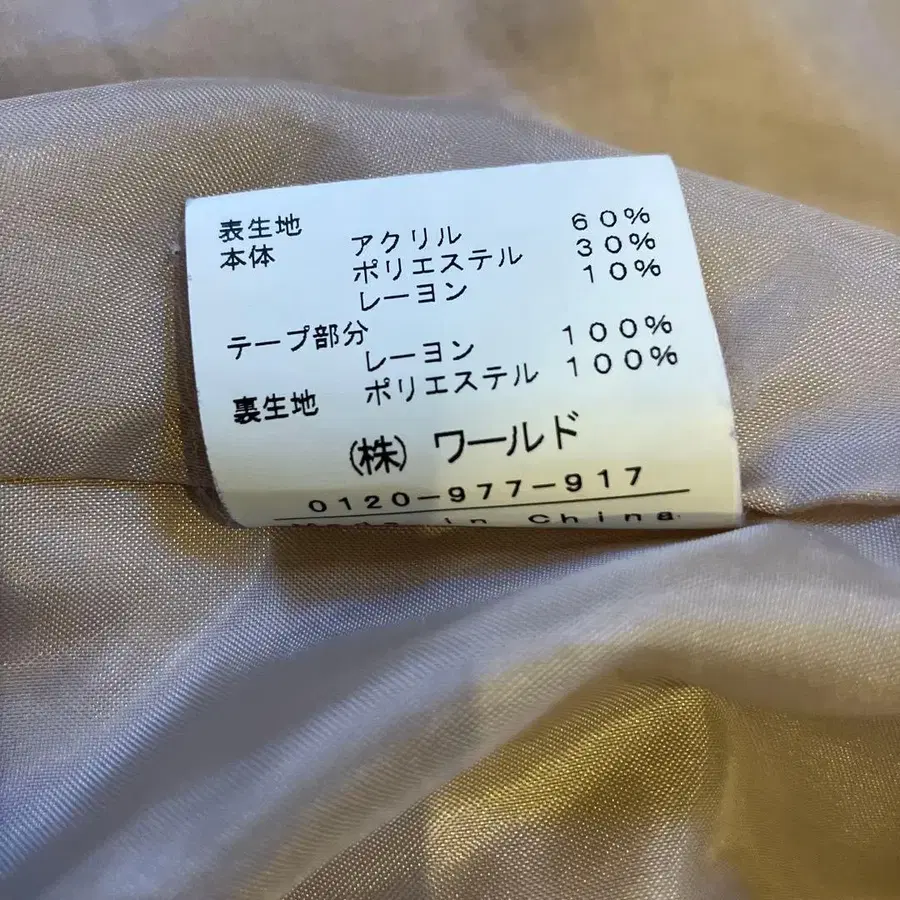 表生地
本体 アクリル 60%
ポリエステル 30%
レーヨン 10%
テープ部分
レーヨン 100%
裏生地 ポリエステル 100%
(株) ワールド
0120-977-917
Made in China